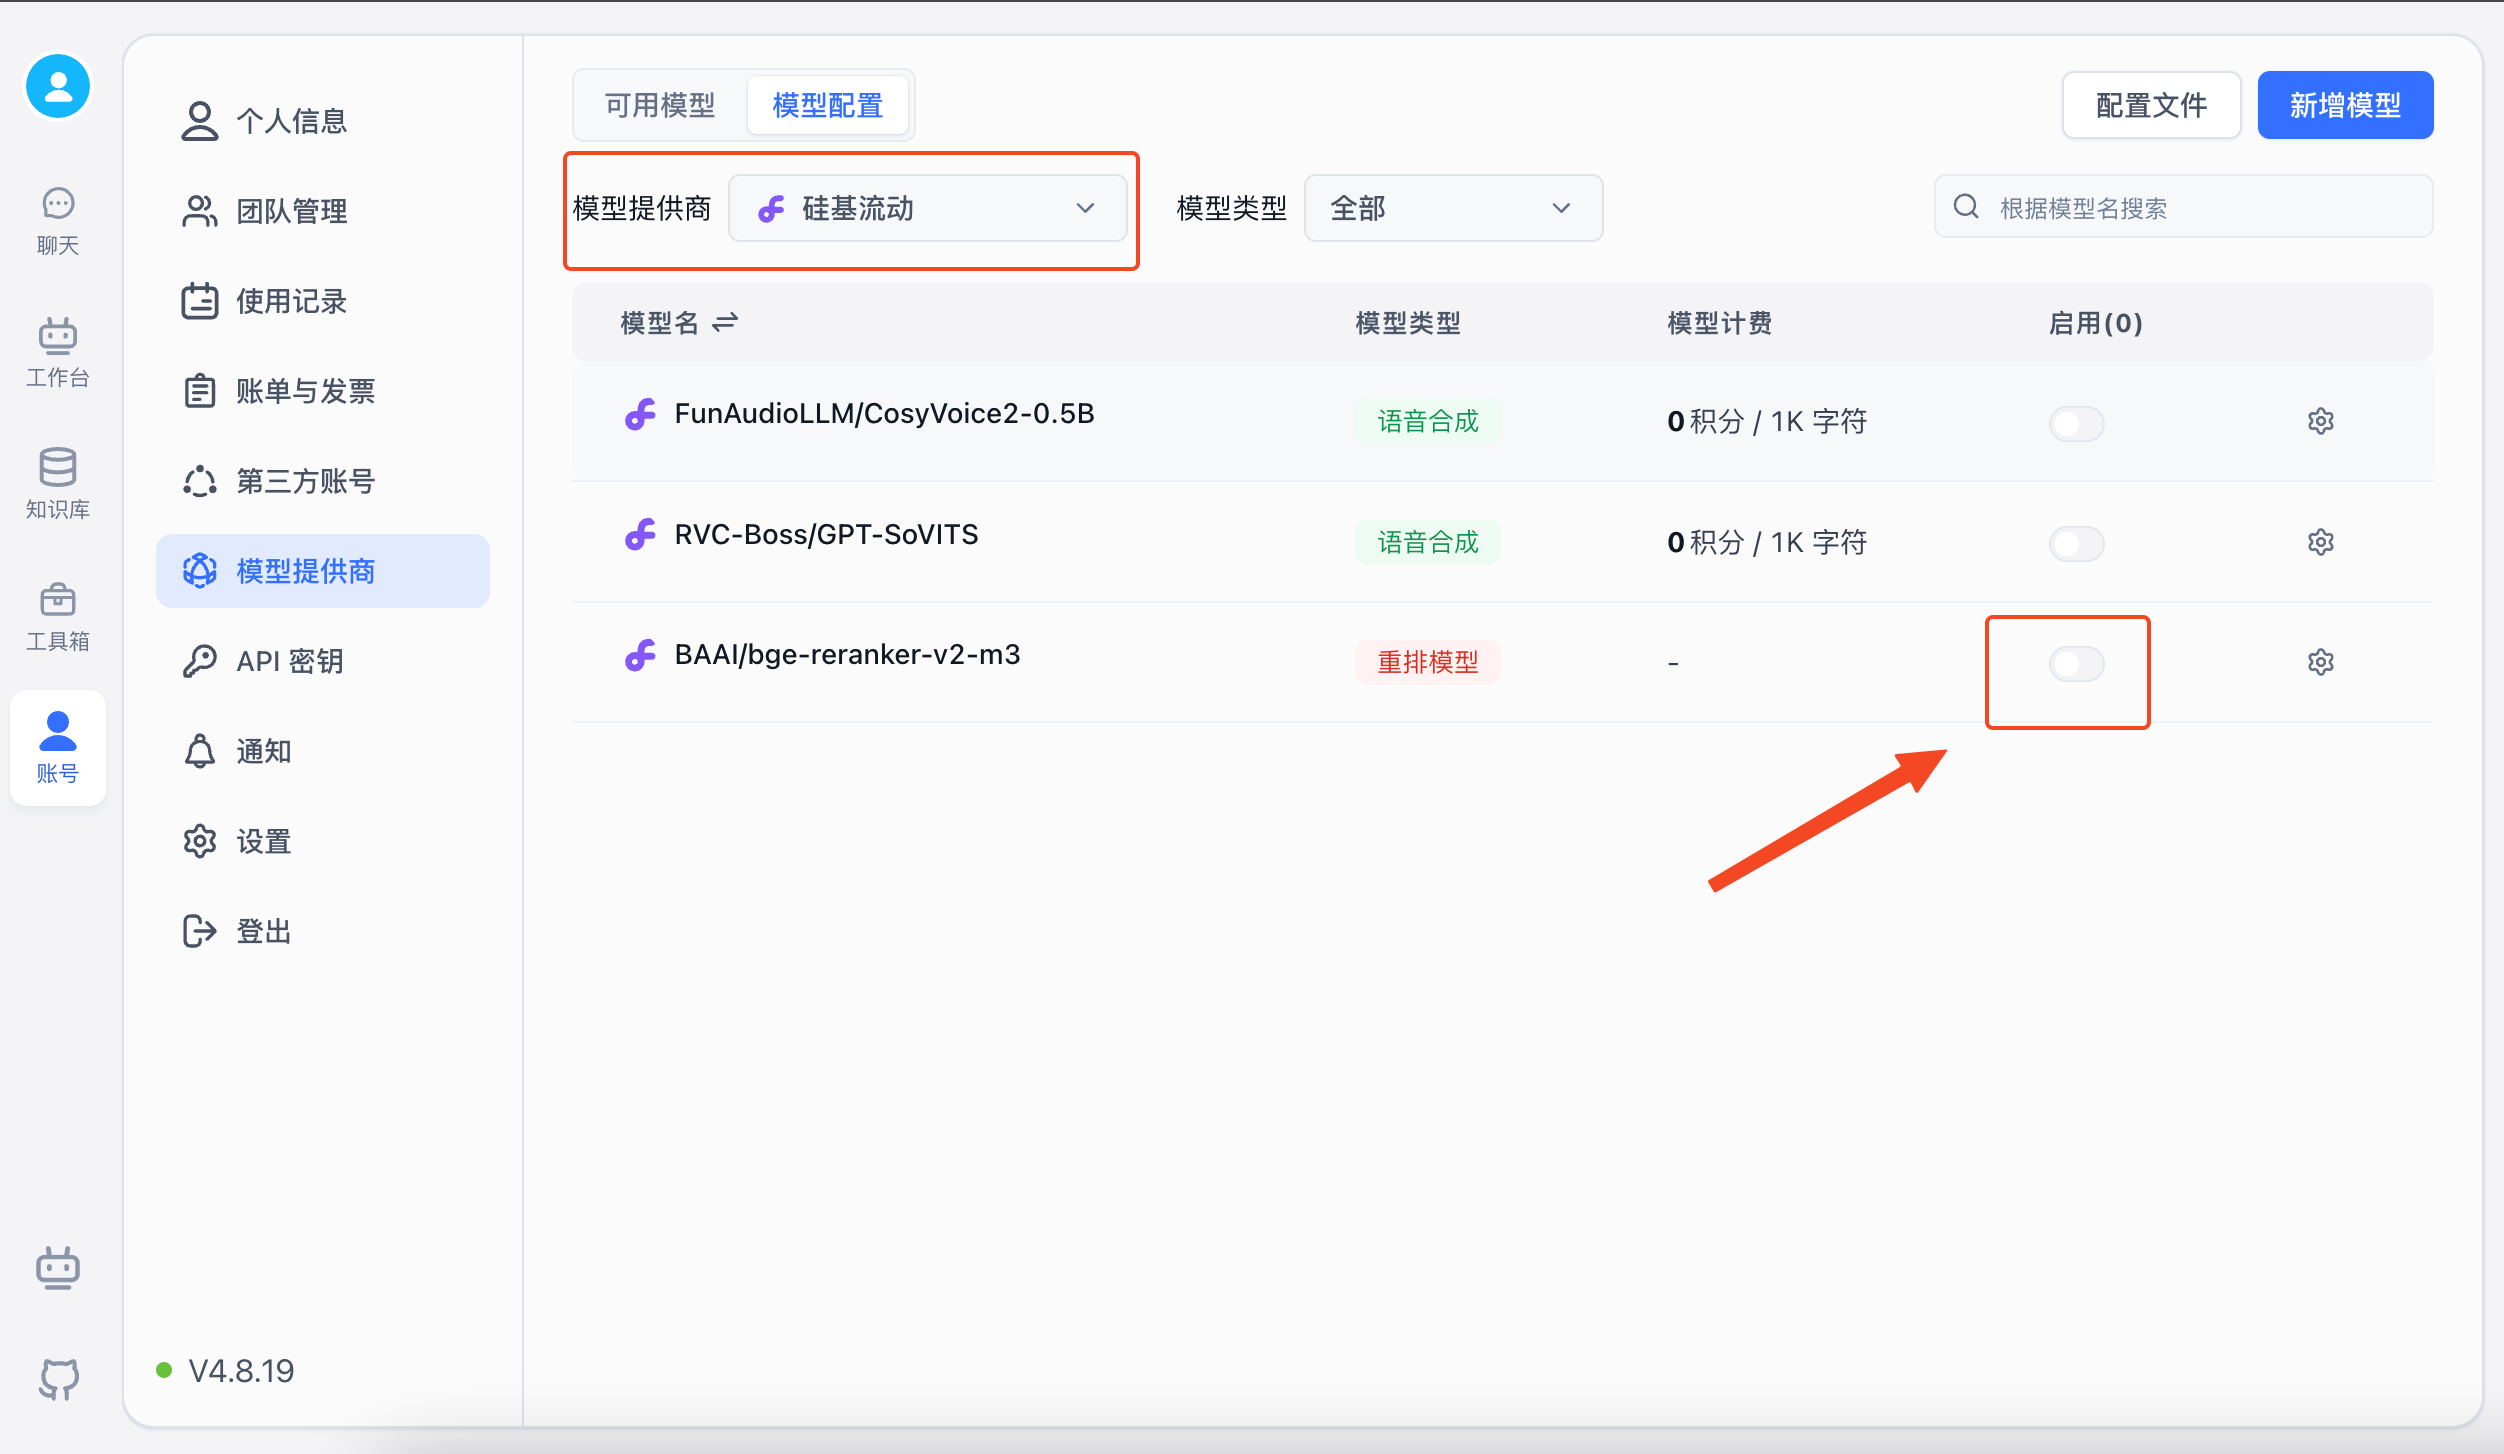 聊天
工作台
知识库
工具箱
账号
个人信息
团队管理
使用记录
账单与发票
第三方账号
模型提供商
API 密钥
通知
设置
登出
V4.8.19
可用模型 模型配置 配置文件 新增模型
模型提供商 硅基流动 模型类型 全部 根据模型名搜索
模型名 模型类型 模型计费 启用(0)
FunAudioLLM/CosyVoice2-0.5B 语音合成 0 积分 / 1K 字符
RVC-Boss/GPT-SoVITS 语音合成 0 积分 / 1K 字符
BAAI/bge-reranker-v2-m3 重排模型 -